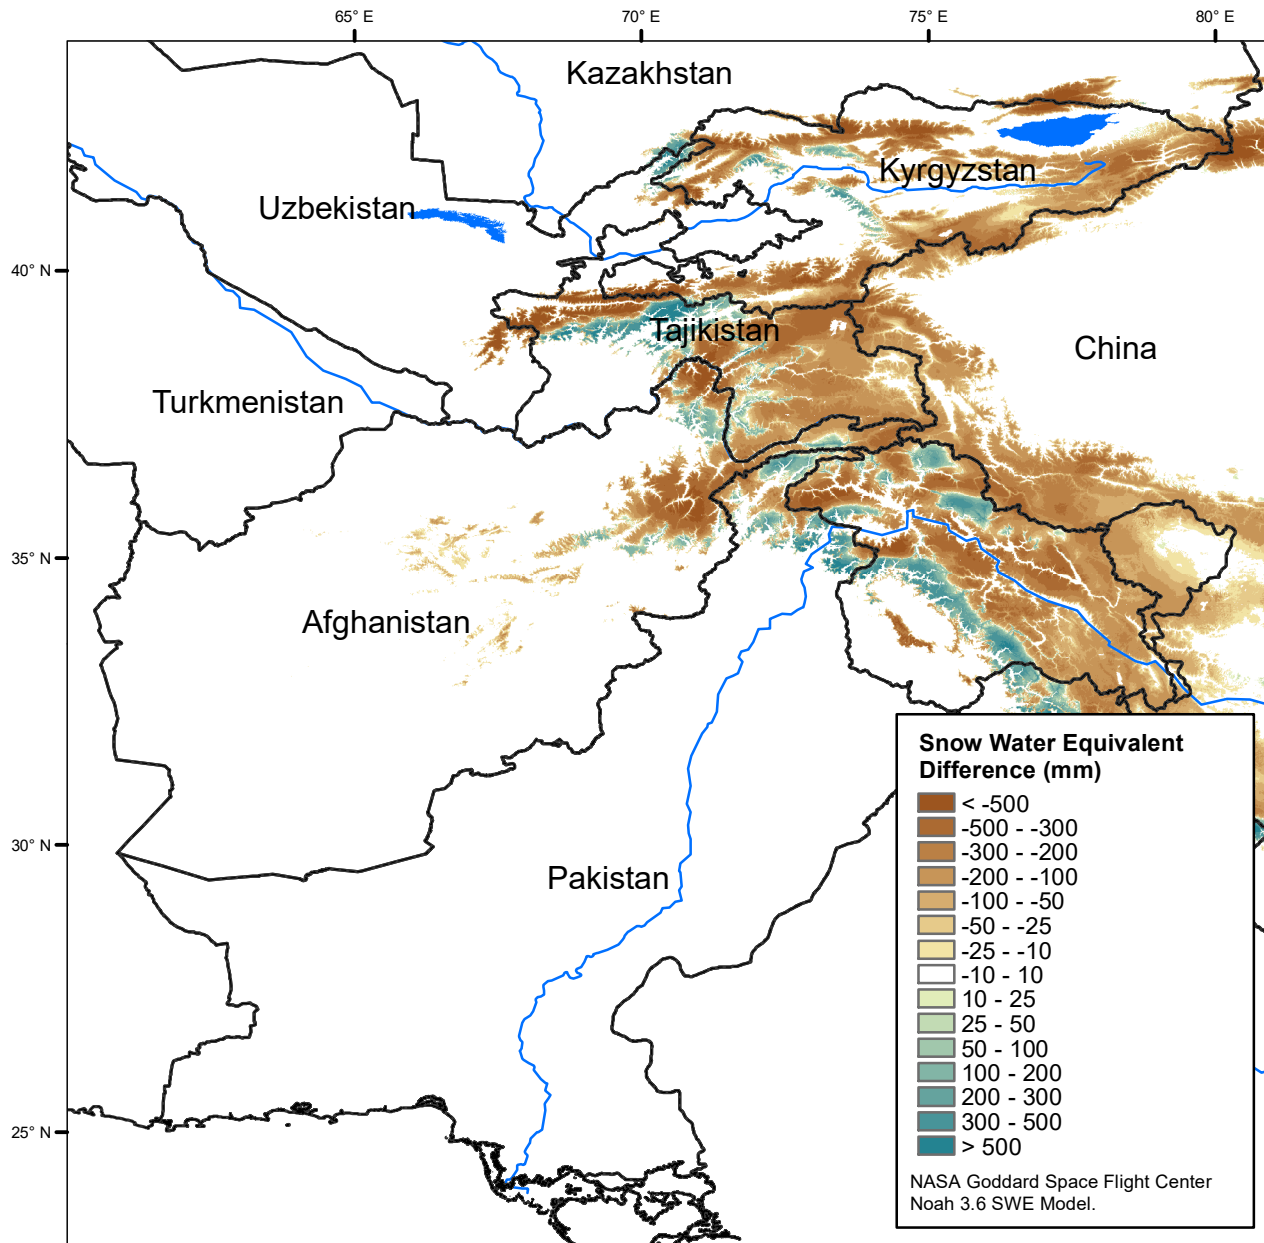 65° E
70° E
75° E
80° E
Kazakhstan
Kyrgyzstan
Uzbekistan
40° N
Tajikistan
China
Turkmenistan
35° N
Afghanistan
30° N
Pakistan
25° N
Snow Water Equivalent
Difference (mm)
< -500
-500 - -300
-300 - -200
-200 - -100
-100 - -50
-50 - -25
-25 - -10
-10 - 10
10 - 25
25 - 50
50 - 100
100 - 200
200 - 300
300 - 500
> 500
NASA Goddard Space Flight Center
Noah 3.6 SWE Model.